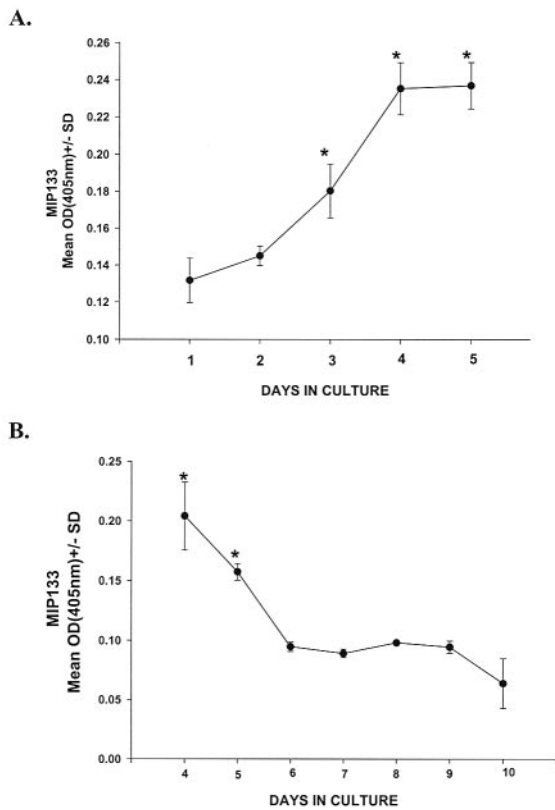 A.
0.26
0.24
0.22
0.20
0.18
0.16
0.14
0.12
0.10
MIP133
Mean OD(405nm)+/- SD
*
*
*
1 2 3 4 5
DAYS IN CULTURE
B.
0.25
0.20
0.15
0.10
0.05
0.00
MIP133
Mean OD(405nm)+/- SD
*
*
4 5 6 7 8 9 10
DAYS IN CULTURE